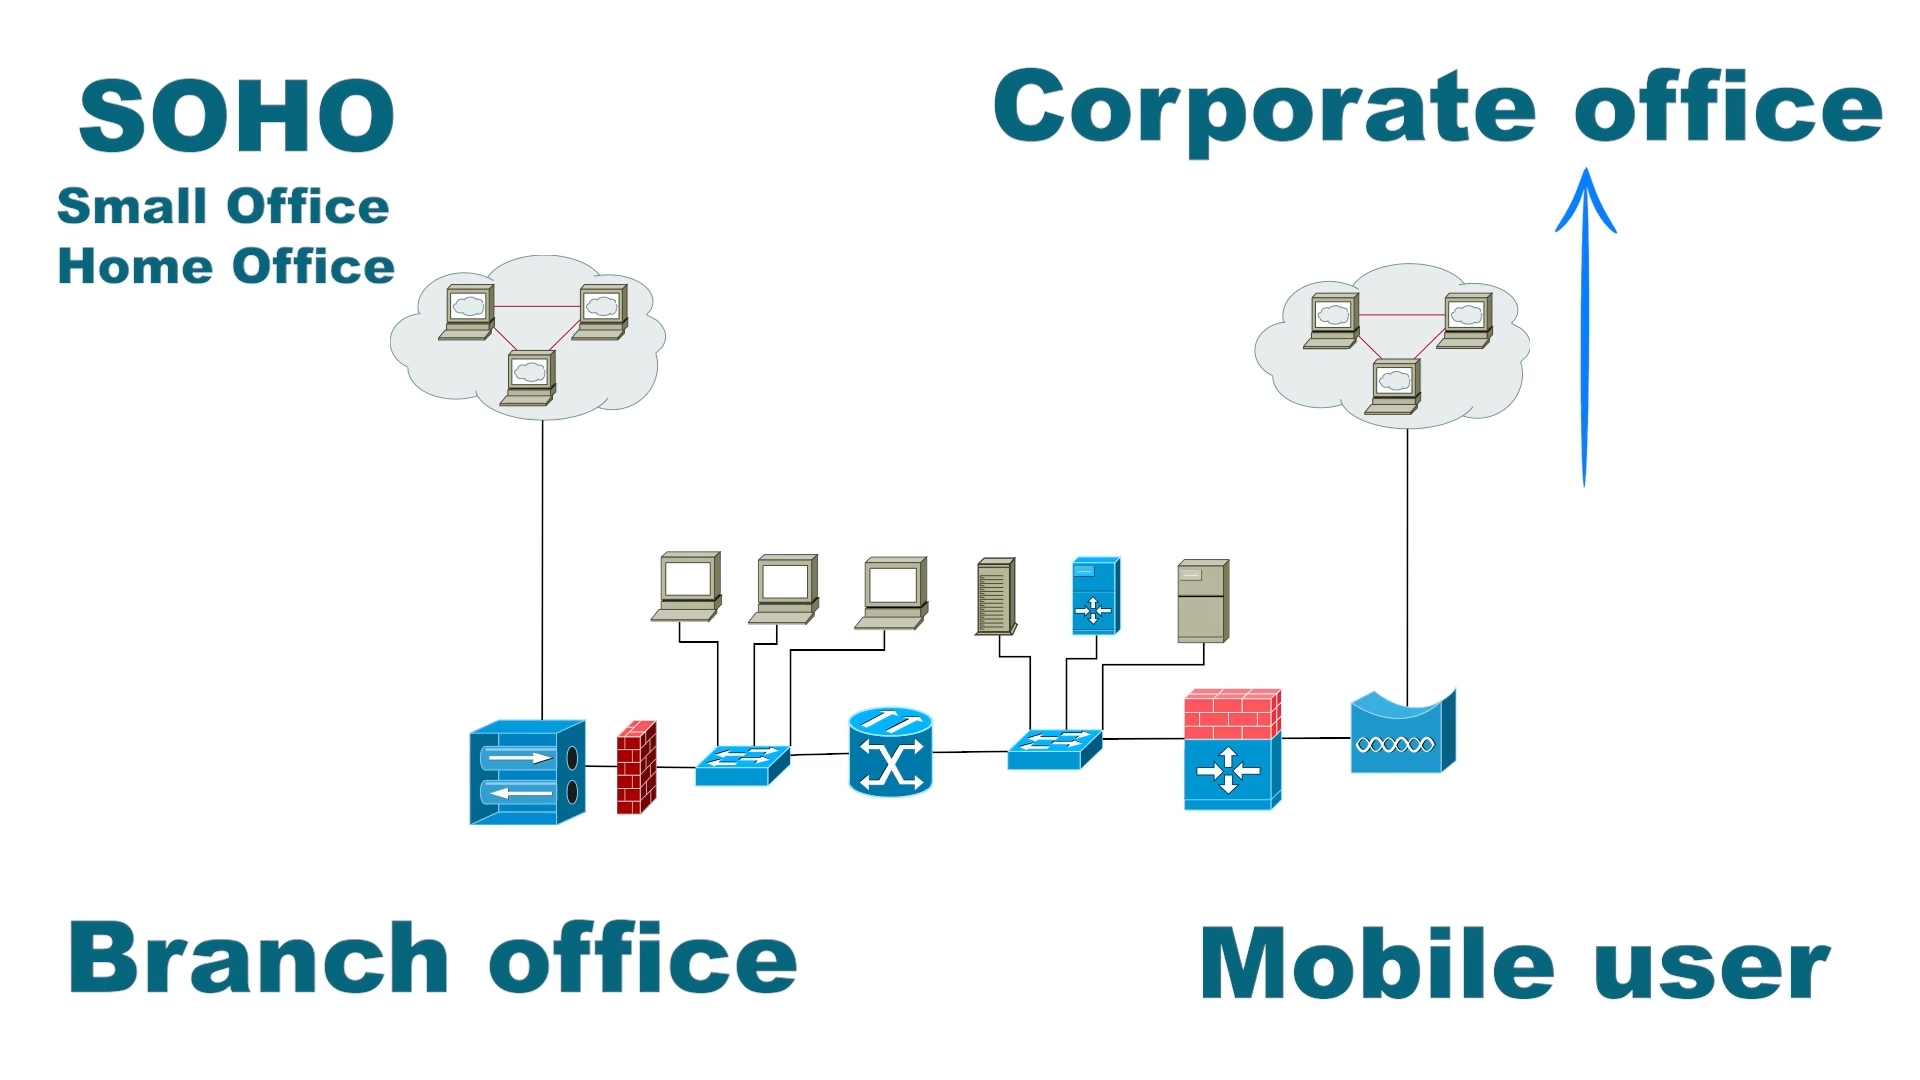 SOHO
Small Office
Home Office
Corporate office
Branch office
Mobile user